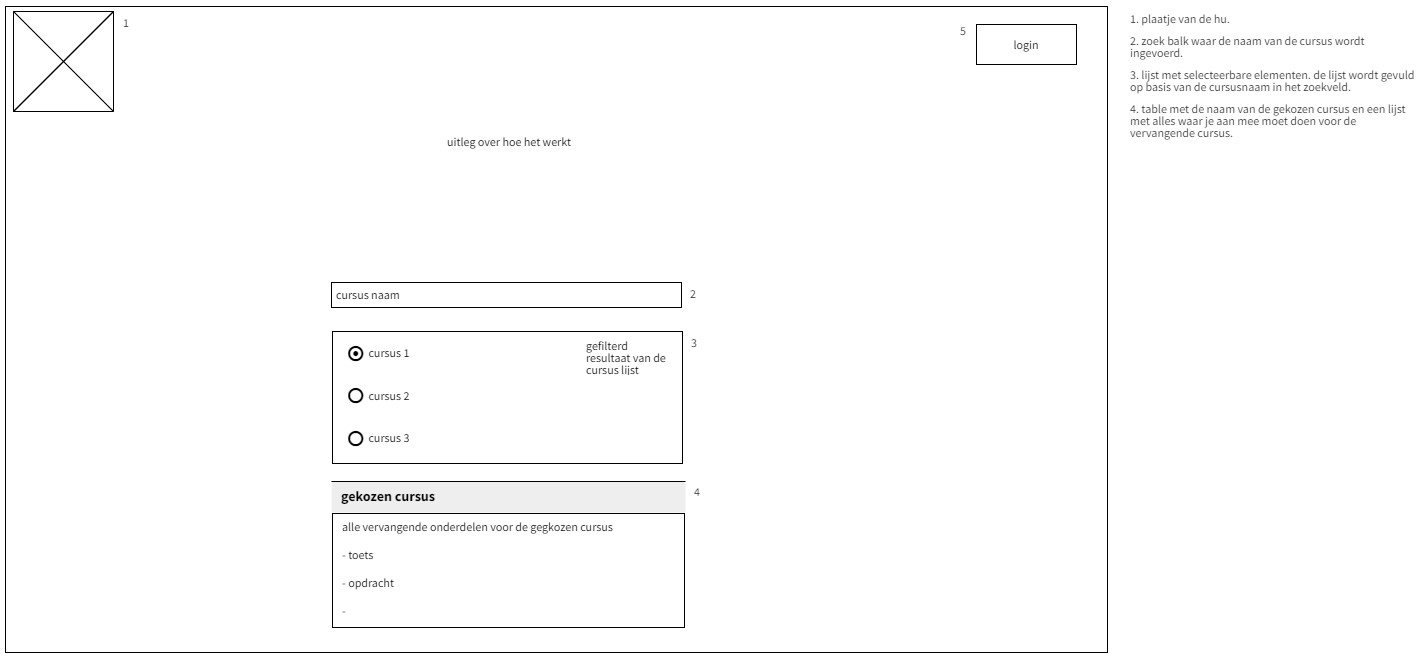 1
5
login
uitleg over hoe het werkt
cursus naam
2
cursus 1
gefilterd
resultaat van de
cursus lijst
3
cursus 2
cursus 3
gekozen cursus
4
alle vervangende onderdelen voor de gegkozen cursus
- toets
- opdracht
-
1. plaatje van de hu.
2. zoek balk waar de naam van de cursus wordt
ingevoerd.
3. lijst met selecteerbare elementen. de lijst wordt gevuld
op basis van de cursusnaam in het zoekveld.
4. table met de naam van de gekozen cursus en een lijst
met alles waar je aan mee moet doen voor de
vervangende cursus.